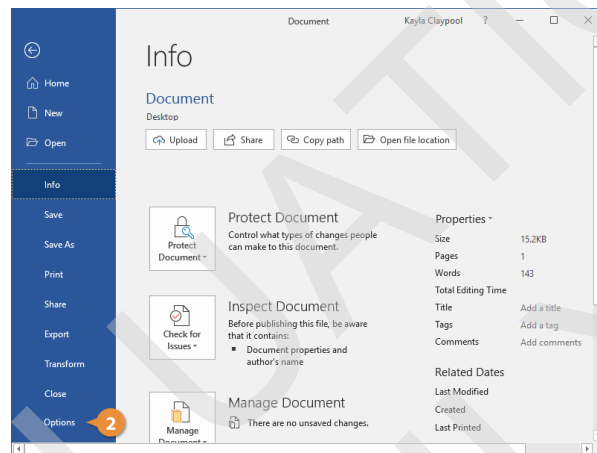 Document Kayla Claypool ?
Info
Home
New
Open
Info
Save
Save As
Print
Share
Export
Transform
Close
Options 2
Document
Desktop
Upload Share Copy path Open file location
Protect Document
Protect Document
Control what types of changes people
can make to this document.
Check for Issues
Inspect Document
Before publishing this file, be aware
that it contains:
Document properties and
author's name
Manage Document
Manage Document
There are no unsaved changes.
Properties
Size 15.2KB
Pages 1
Words 143
Total Editing Time
Title Add a title
Tags Add a tag
Comments Add comments
Related Dates
Last Modified
Created
Last Printed